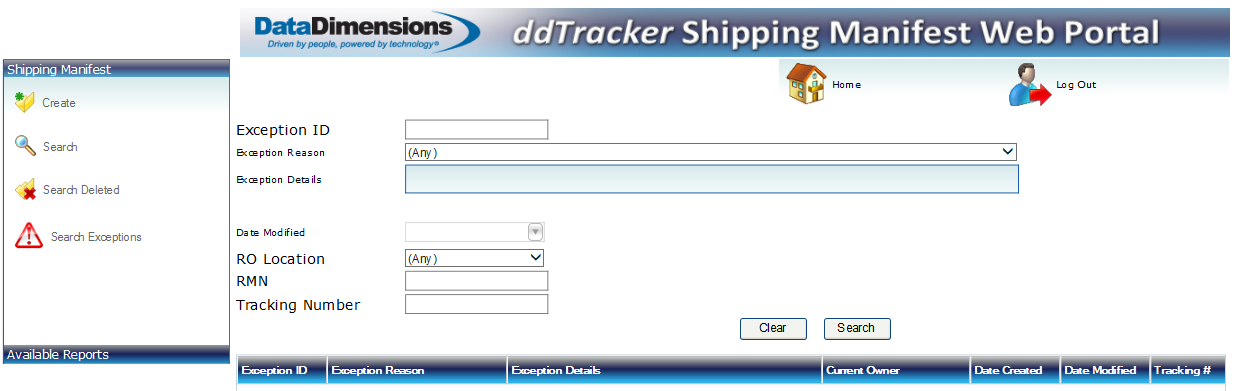 DataDimensions
Driven by people, powered by technology®
ddTracker Shipping Manifest Web Portal
Shipping Manifest
Create
Search
Search Deleted
Search Exceptions
Available Reports
Home
Log Out
Exception ID
Exception Reason (Any)
Exception Details
Date Modified
RO Location (Any)
RMN
Tracking Number
Clear Search
Exception ID Exception Reason Exception Details Current Owner Date Created Date Modified Tracking #